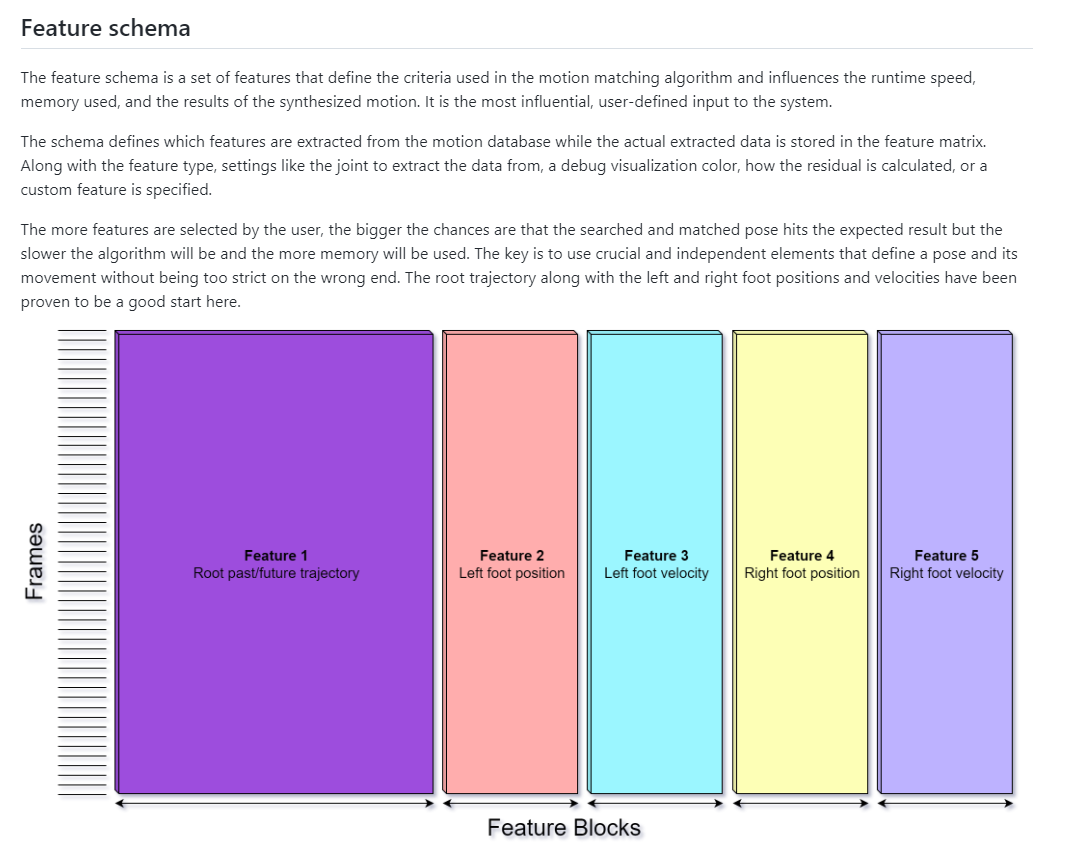 Feature schema
The feature schema is a set of features that define the criteria used in the motion matching algorithm and influences the runtime speed,
memory used, and the results of the synthesized motion. It is the most influential, user-defined input to the system.
The schema defines which features are extracted from the motion database while the actual extracted data is stored in the feature matrix.
Along with the feature type, settings like the joint to extract the data from, a debug visualization color, how the residual is calculated, or a
custom feature is specified.
The more features are selected by the user, the bigger the chances are that the searched and matched pose hits the expected result but the
slower the algorithm will be and the more memory will be used. The key is to use crucial and independent elements that define a pose and its
movement without being too strict on the wrong end. The root trajectory along with the left and right foot positions and velocities have been
proven to be a good start here.
Frames
Feature 1
Root past/future trajectory
Feature 2
Left foot position
Feature 3
Left foot velocity
Feature 4
Right foot position
Feature 5
Right foot velocity
Feature Blocks